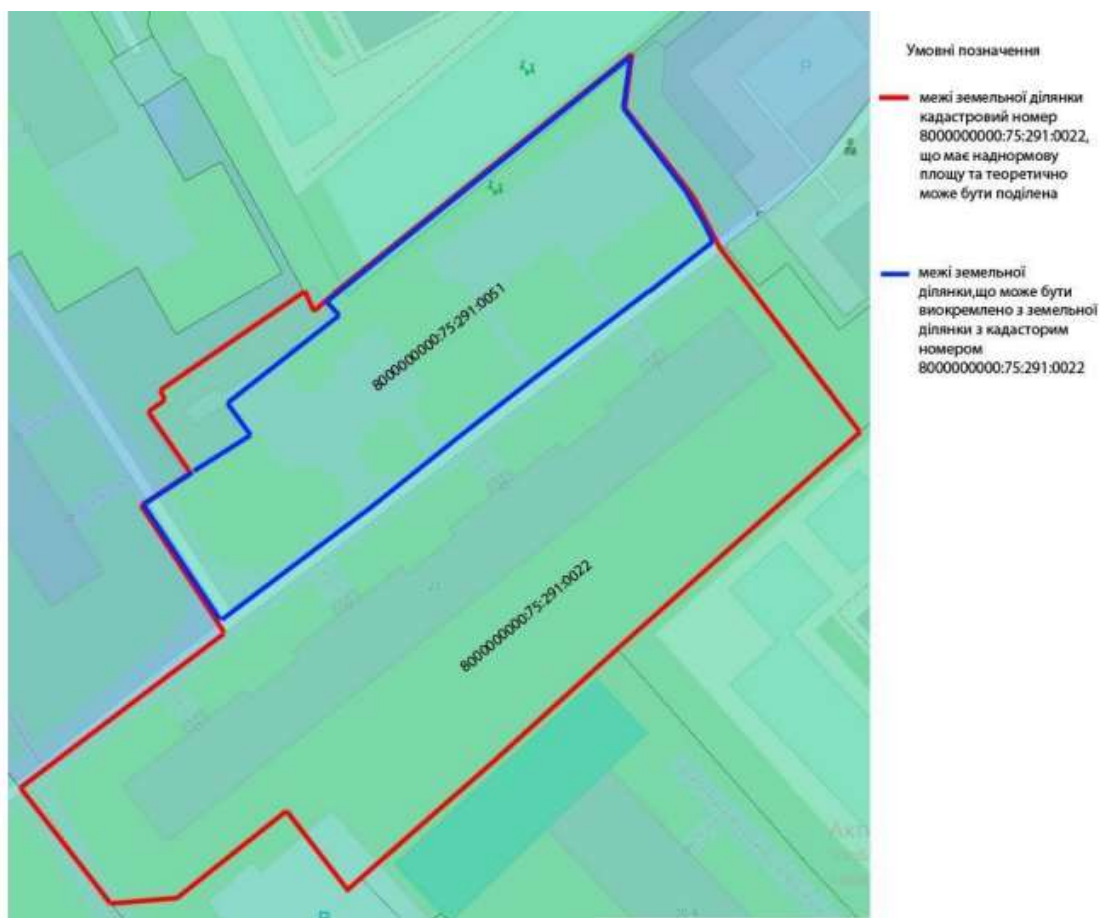 Умовні позначення
межі земельної ділянки
кадастровий номер
8000000000:75:291:0022,
що має наднормову
площу та теоретично
може бути поділена
межі земельної
ділянки,що може бути
виокремлено з земельної
ділянки з кадасторим
номером
8000000000:75:291:0022
8000000000:75:291:0051
8000000000:75:291:0022